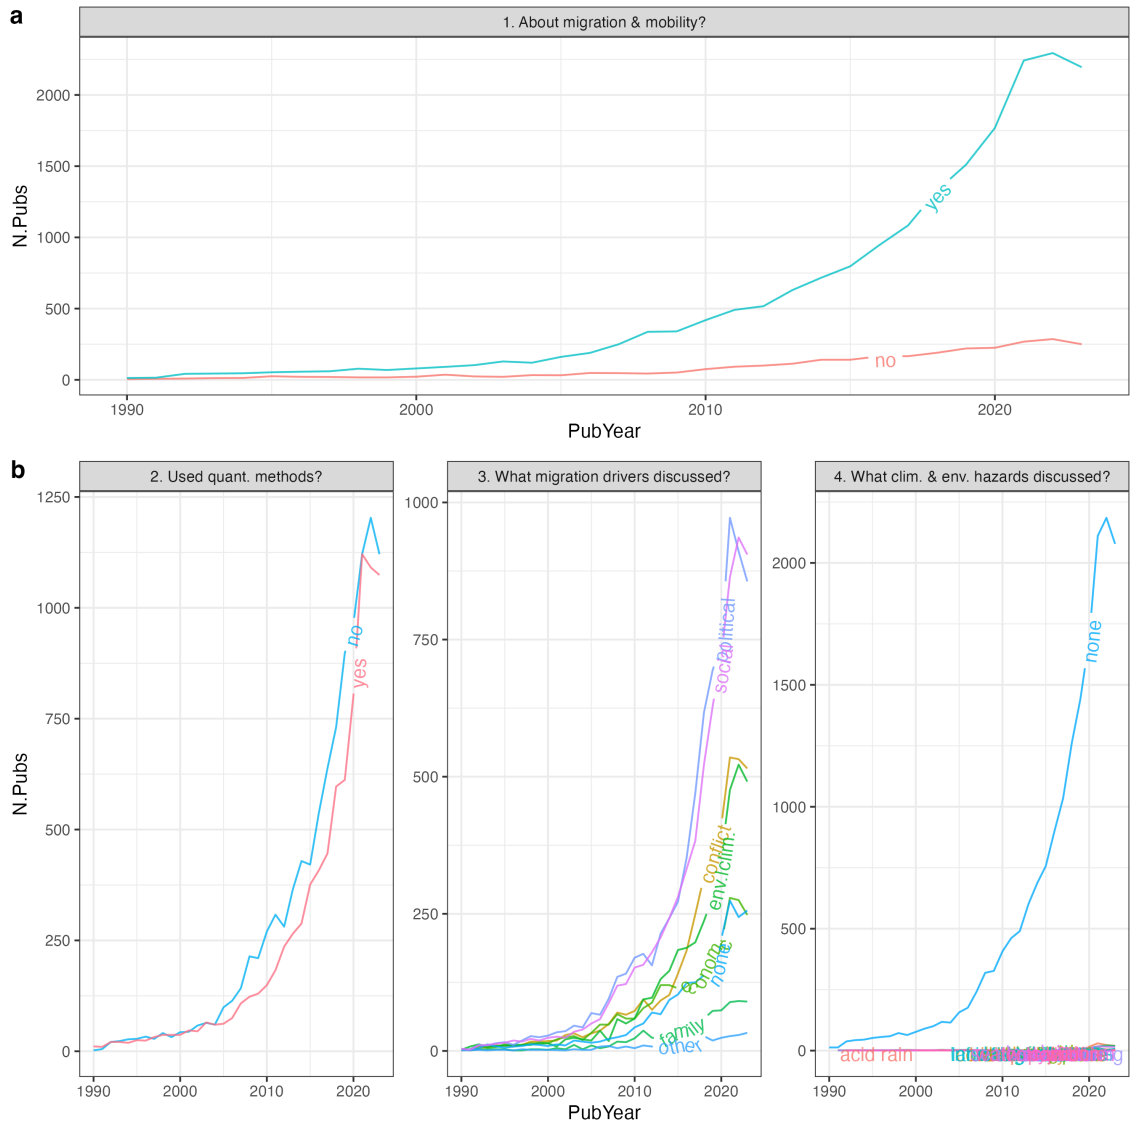 a
1. About migration & mobility?
2000
1500
1000
500
0
N.Pubs
yes
no
1990
2000
2010
2020
PubYear
b
2. Used quant. methods?
3. What migration drivers discussed?
4. What clim. & env. hazards discussed?
1250
1000
750
500
250
0
N.Pubs
no
yes
1990
2000
2010
2020
1000
750
500
250
0
political
social
conflict
env.|clim.
none
family
other
1990
2000
2010
2020
PubYear
2000
1500
1000
500
0
none
acid rain
1990
2000
2010
2020